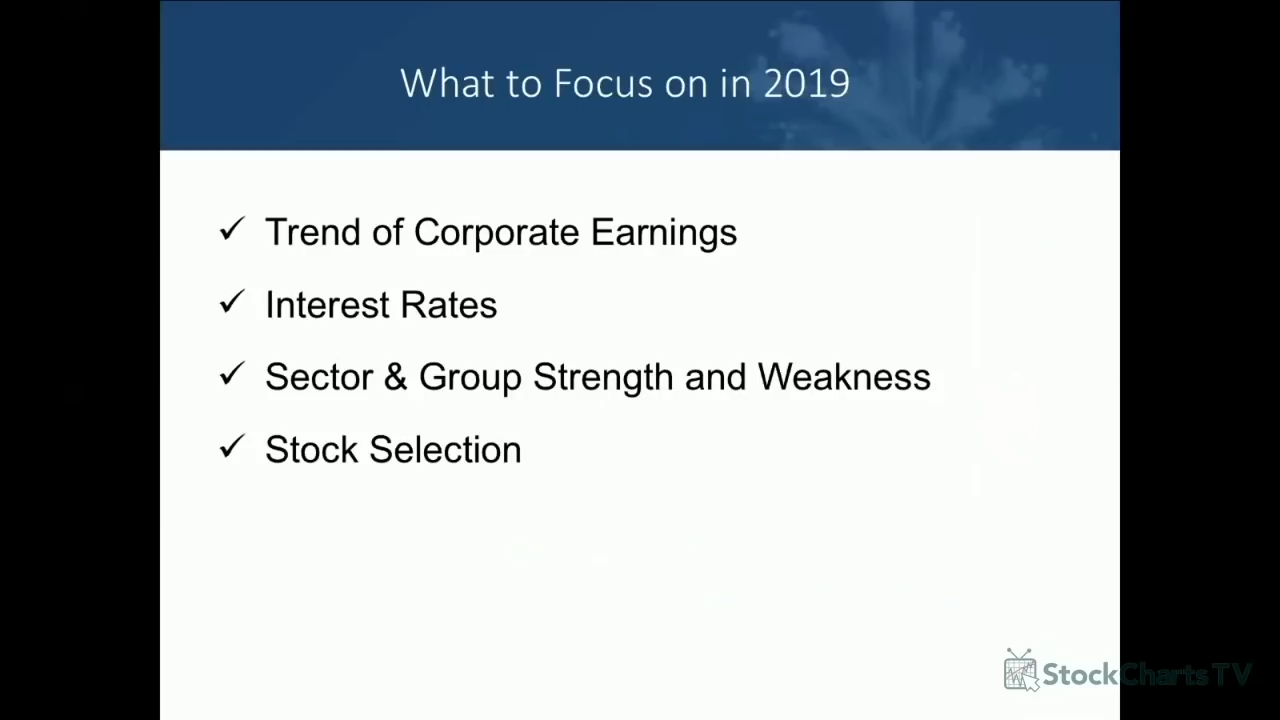 What to Focus on in 2019
✓ Trend of Corporate Earnings
✓ Interest Rates
✓ Sector & Group Strength and Weakness
✓ Stock Selection
StockChartsTV